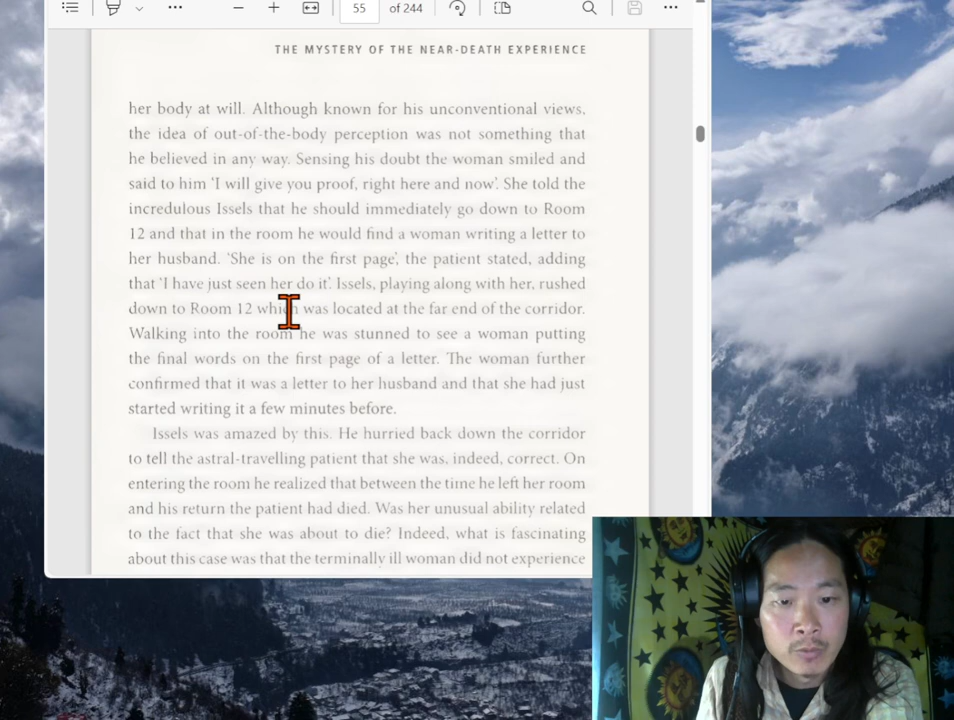 55 of 244
THE MYSTERY OF THE NEAR-DEATH EXPERIENCE
her body at will. Although known for his unconventional views,
the idea of out-of-the-body perception was not something that
he believed in any way. Sensing his doubt the woman smiled and
said to him 'I will give you proof, right here and now'. She told the
incredulous Issels that he should immediately go down to Room
12 and that in the room he would find a woman writing a letter to
her husband. 'She is on the first page', the patient stated, adding
that 'I have just seen her do it'. Issels, playing along with her, rushed
down to Room 12 which was located at the far end of the corridor.
Walking into the room he was stunned to see a woman putting
the final words on the first page of a letter. The woman further
confirmed that it was a letter to her husband and that she had just
started writing it a few minutes before.
Issels was amazed by this. He hurried back down the corridor
to tell the astral-travelling patient that she was, indeed, correct. On
entering the room he realized that between the time he left her room
and his return the patient had died. Was her unusual ability related
to the fact that she was about to die? Indeed, what is fascinating
about this case was that the terminally ill woman did not experience